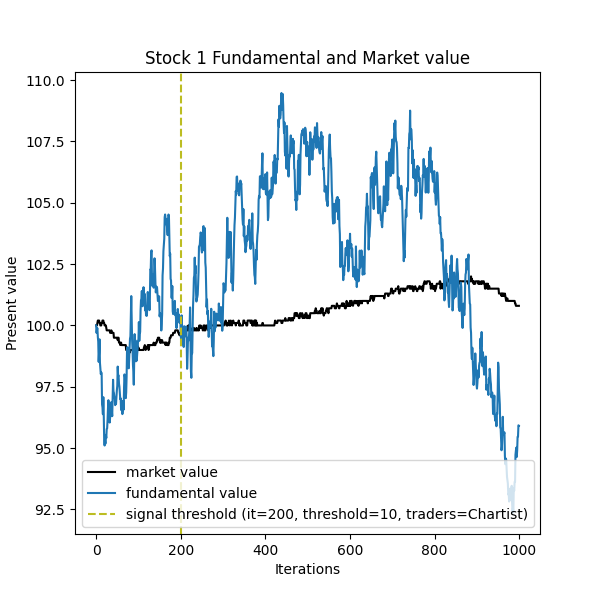 Stock 1 Fundamental and Market value
110.0
107.5
105.0
102.5
100.0
97.5
95.0
92.5
Present value
market value
fundamental value
signal threshold (it=200, threshold=10, traders=Chartist)
0 200 400 600 800 1000
Iterations